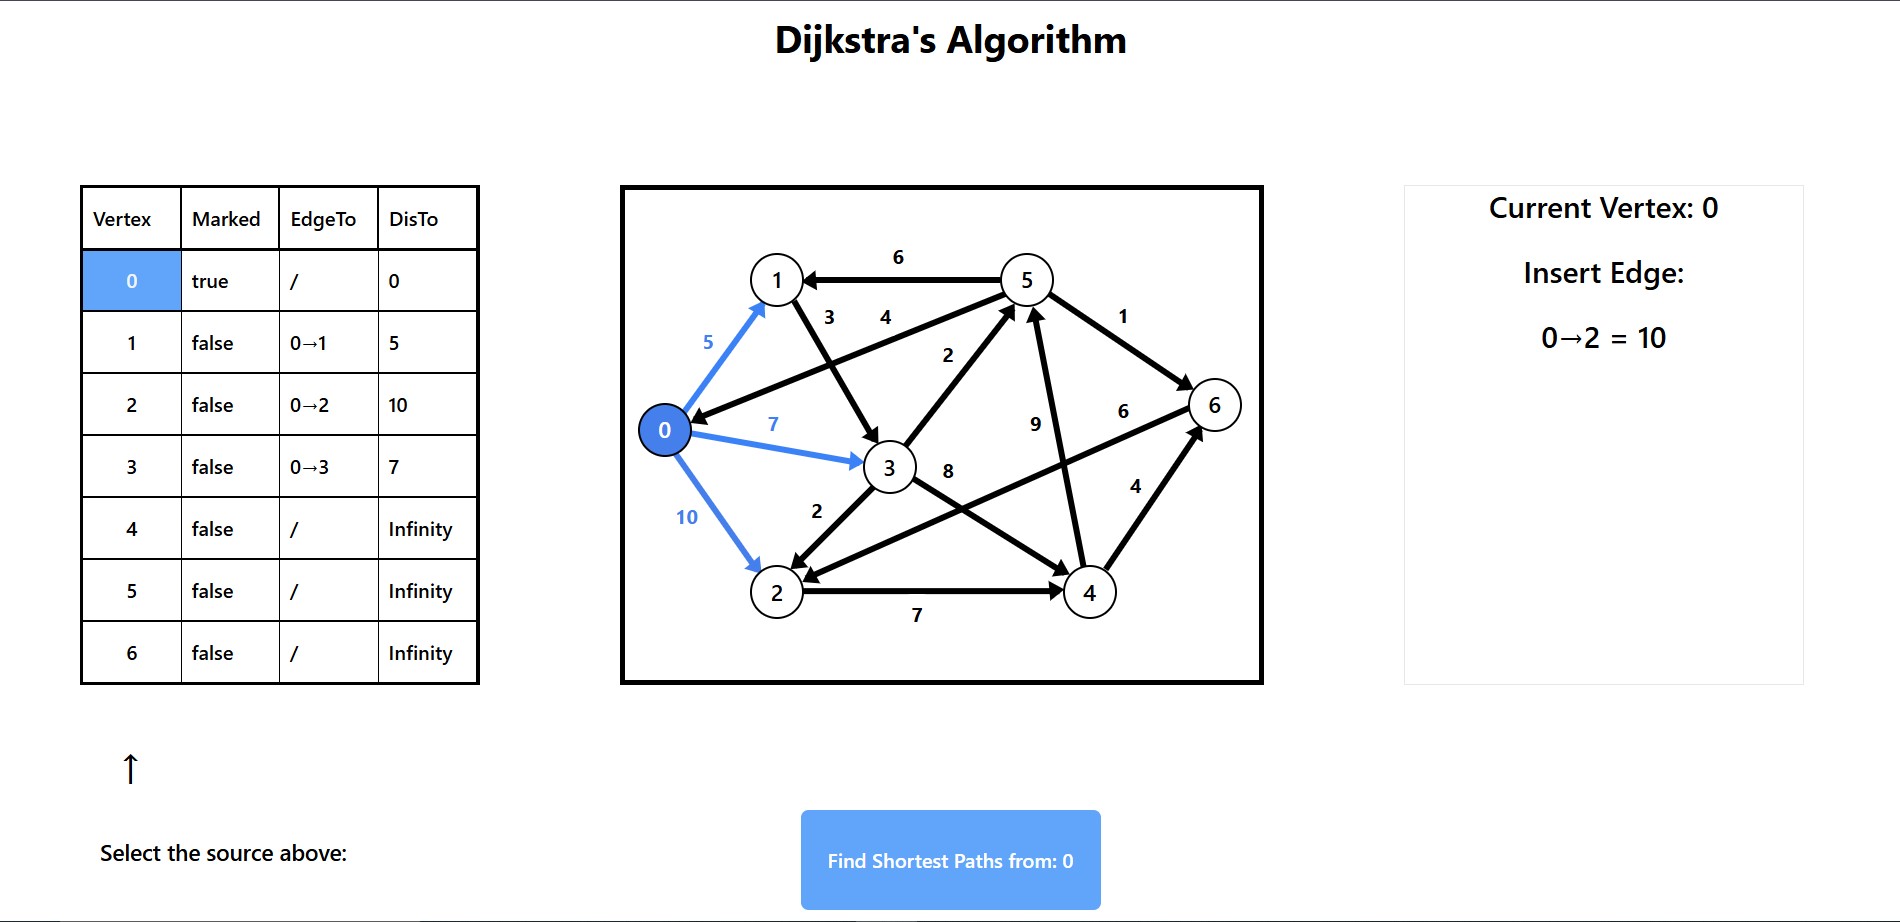 Dijkstra's Algorithm
Vertex Marked EdgeTo DisTo
0 true / 0
1 false 0→1 5
2 false 0→2 10
3 false 0→3 7
4 false / Infinity
5 false / Infinity
6 false / Infinity
↑
Select the source above:
6
1
5
3
4
1
5
2
7
6
0
6
9
3
8
2
4
10
2
4
7
Find Shortest Paths from: 0
Current Vertex: 0
Insert Edge:
0→2 = 10